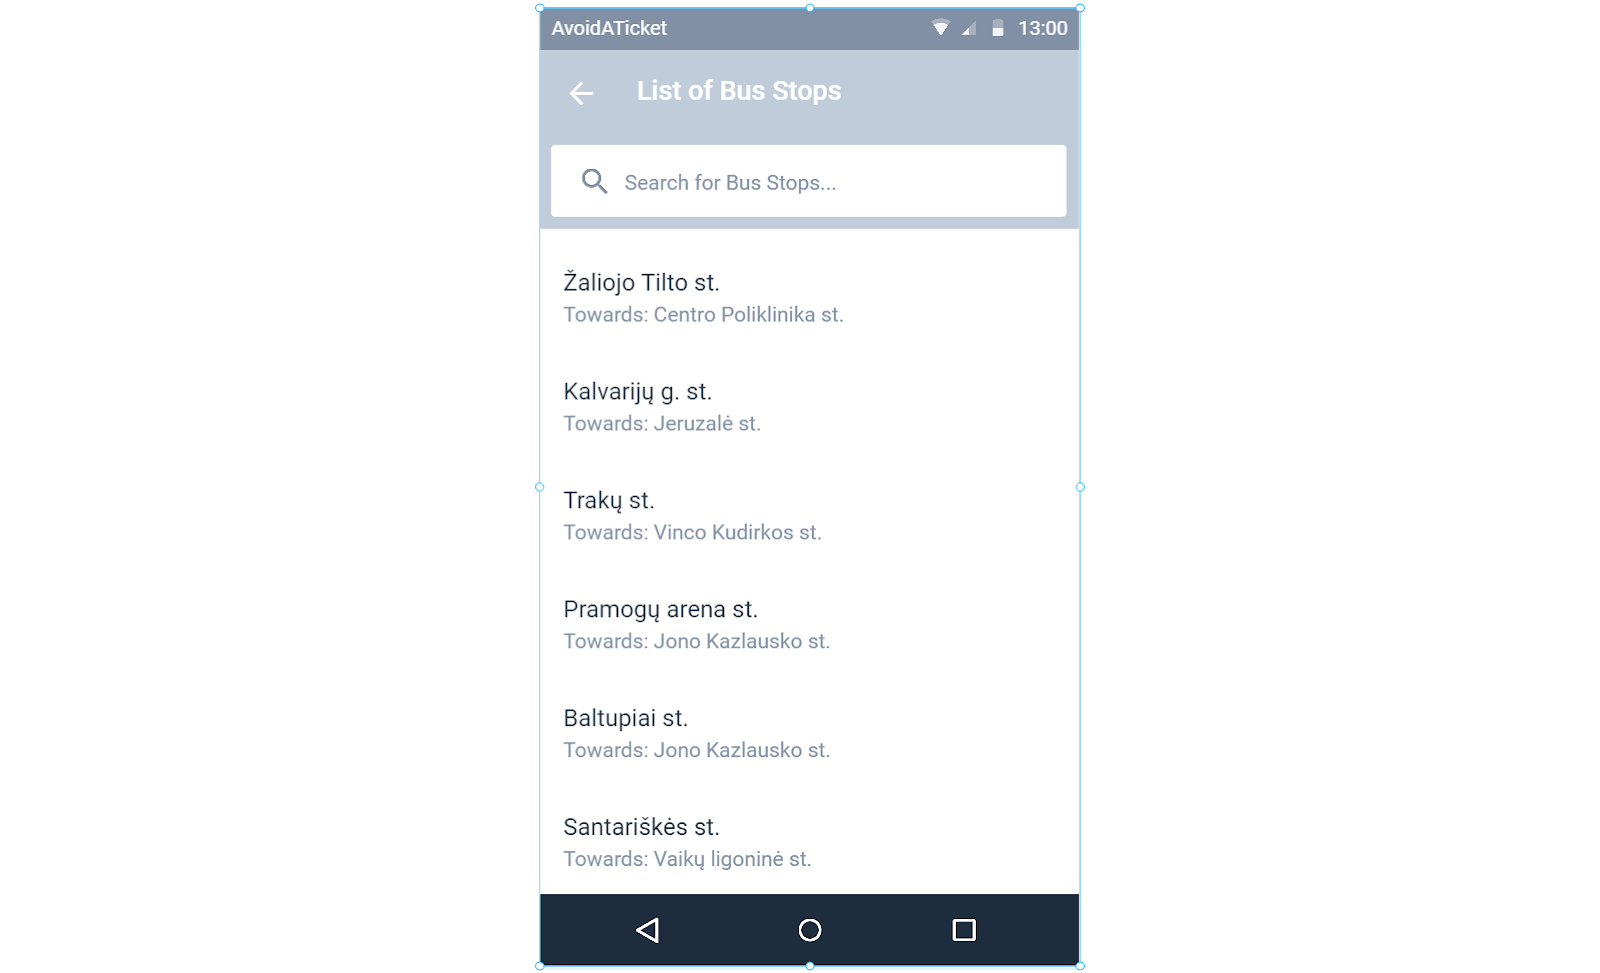 AvoidATicket 13:00
List of Bus Stops
Search for Bus Stops...
Žaliojo Tilto st.
Towards: Centro Poliklinika st.
Kalvarijų g. st.
Towards: Jeruzalė st.
Trakų st.
Towards: Vinco Kudirkos st.
Pramogų arena st.
Towards: Jono Kazlausko st.
Baltupiai st.
Towards: Jono Kazlausko st.
Santariškės st.
Towards: Vaikų ligoninė st.